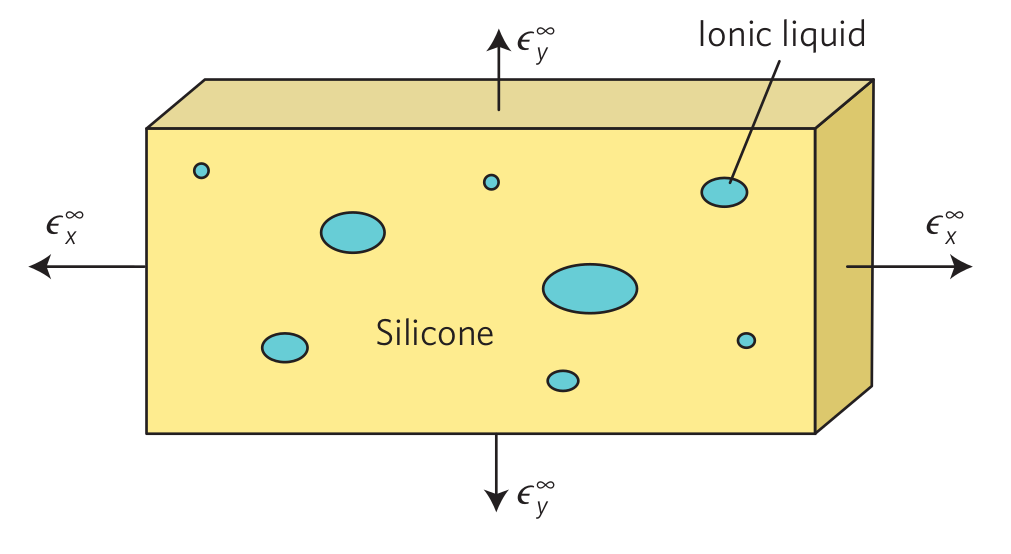 Ionic liquid
ϵ_y^∞
ϵ_x^∞
ϵ_x^∞
Silicone
ϵ_y^∞